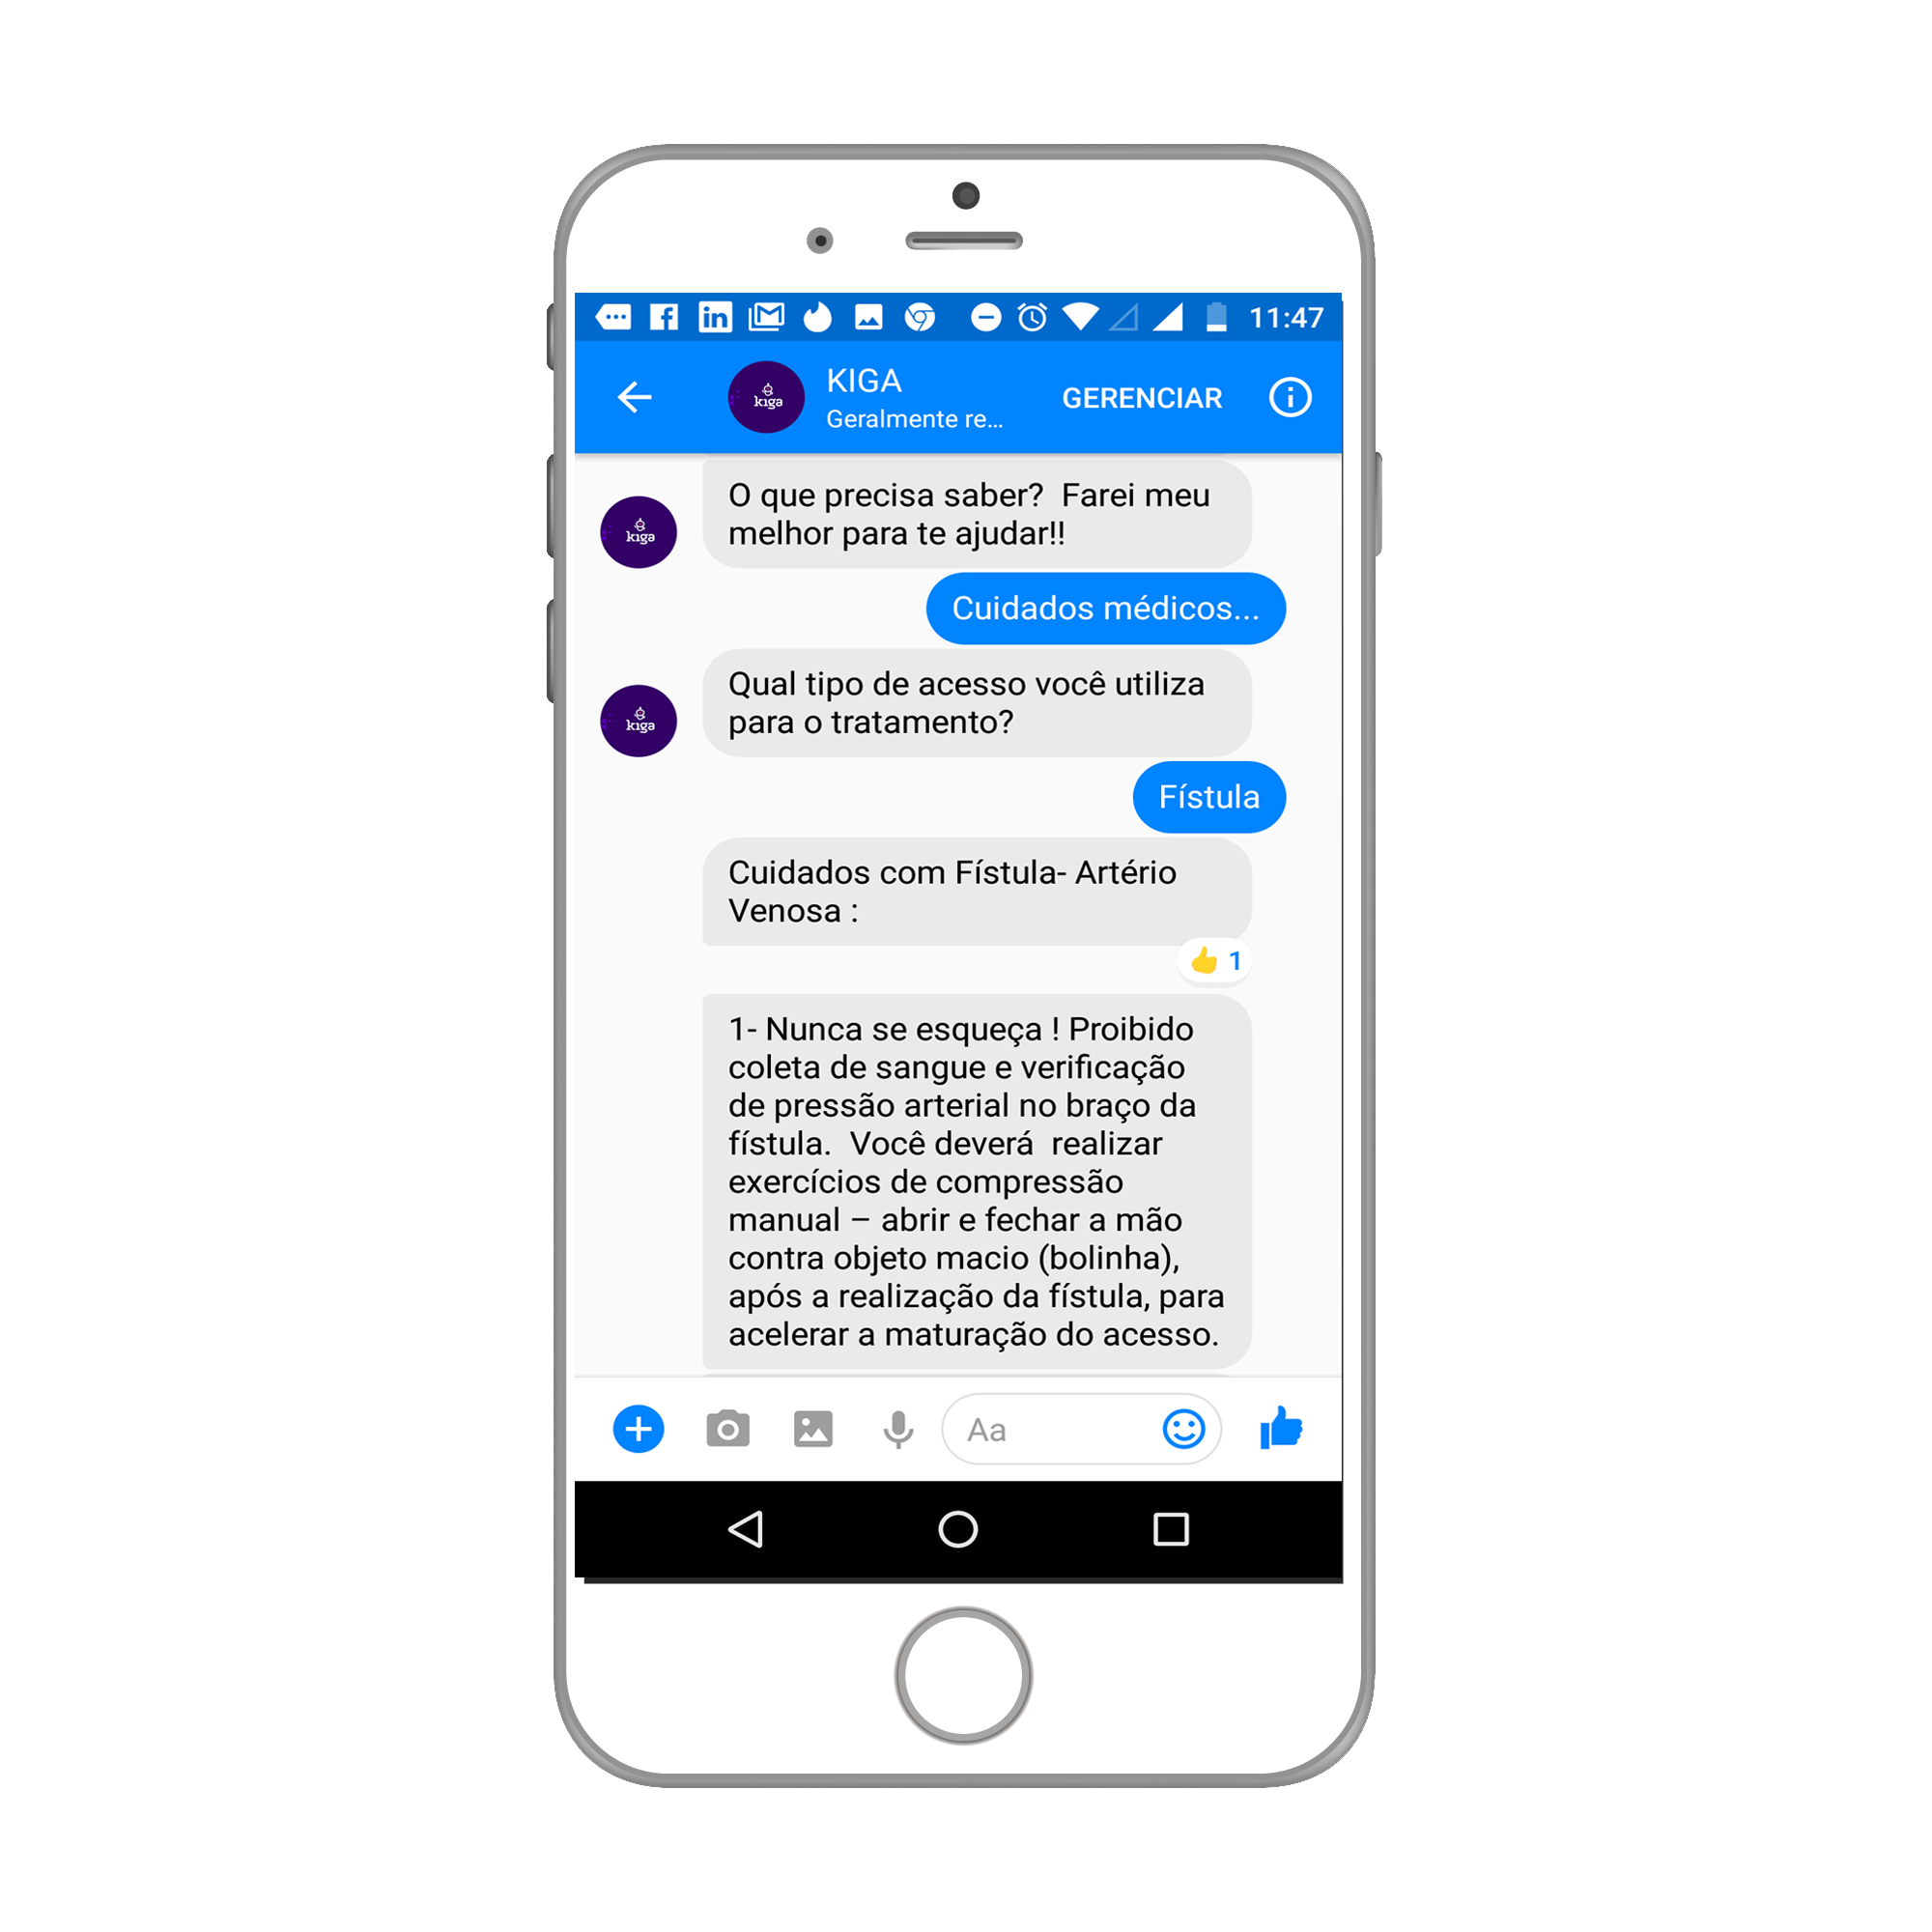 11:47
kiga
KIGA
Geralmente re...
GERENCIAR
O que precisa saber?  Farei meu
melhor para te ajudar!!
kiga
Cuidados médicos...
Qual tipo de acesso você utiliza
para o tratamento?
kiga
Fístula
Cuidados com Fístula- Artério
Venosa :
1
1- Nunca se esqueça ! Proibido
coleta de sangue e verificação
de pressão arterial no braço da
fístula.  Você deverá  realizar
exercícios de compressão
manual – abrir e fechar a mão
contra objeto macio (bolinha),
após a realização da fístula, para
acelerar a maturação do acesso.
Aa